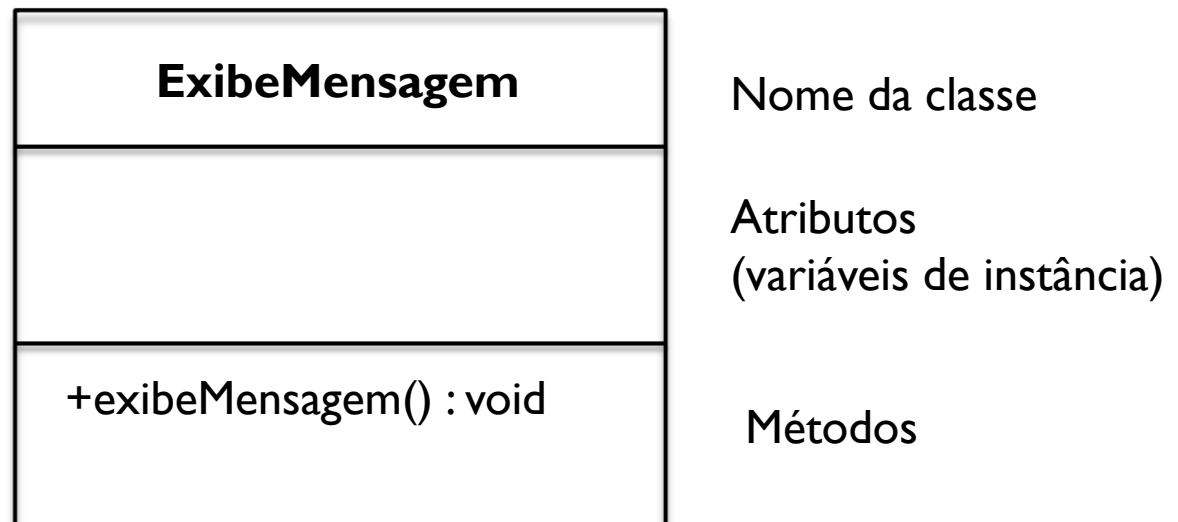 ExibeMensagem
Nome da classe
Atributos
(variáveis de instância)
+exibeMensagem() : void
Métodos